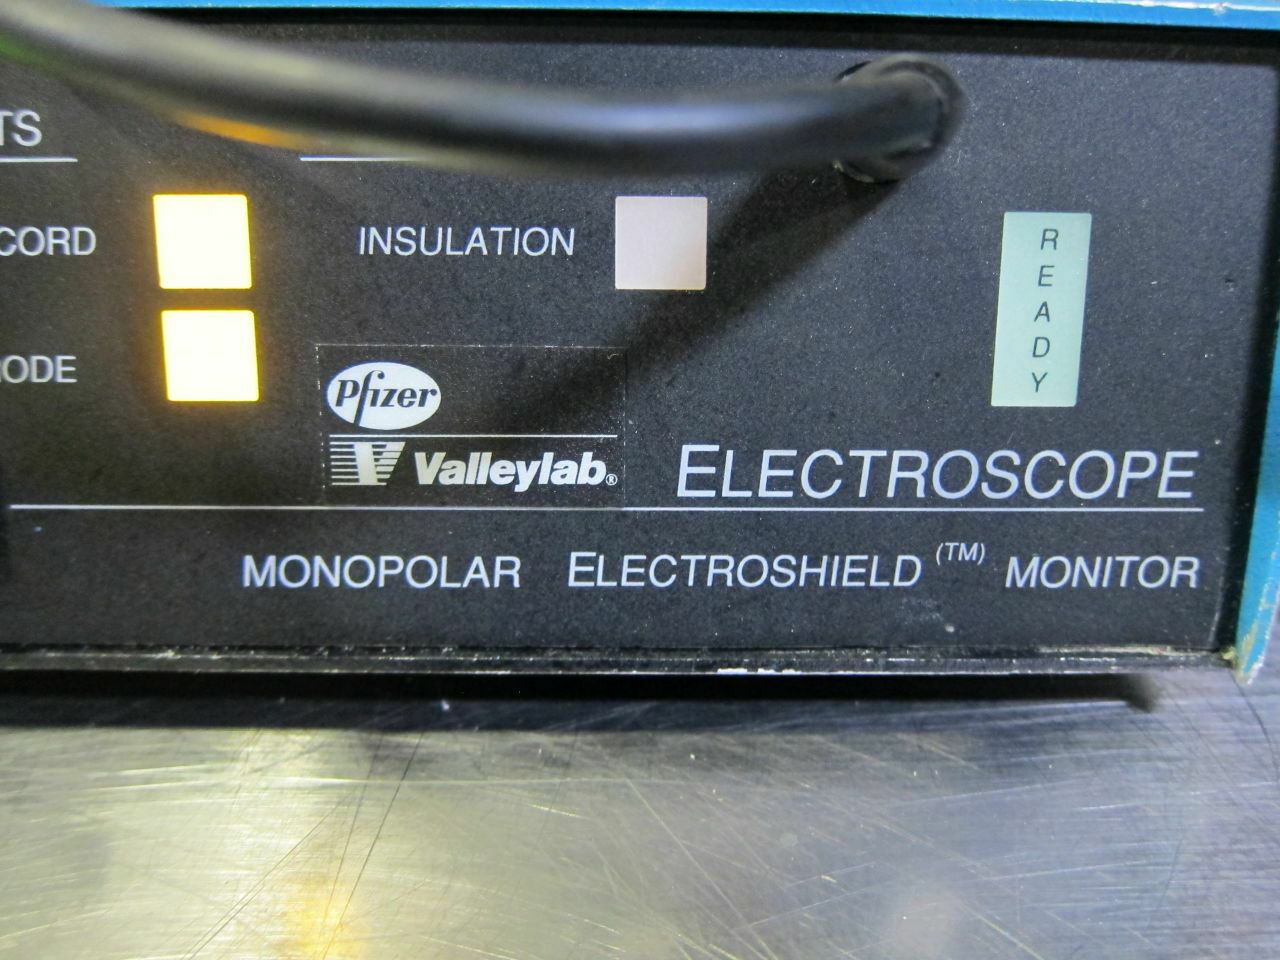 TS
CORD
INSULATION
READY
ODE
Pfizer
Valleylab®
ELECTROSCOPE
MONOPOLAR ELECTROSHIELD (TM) MONITOR